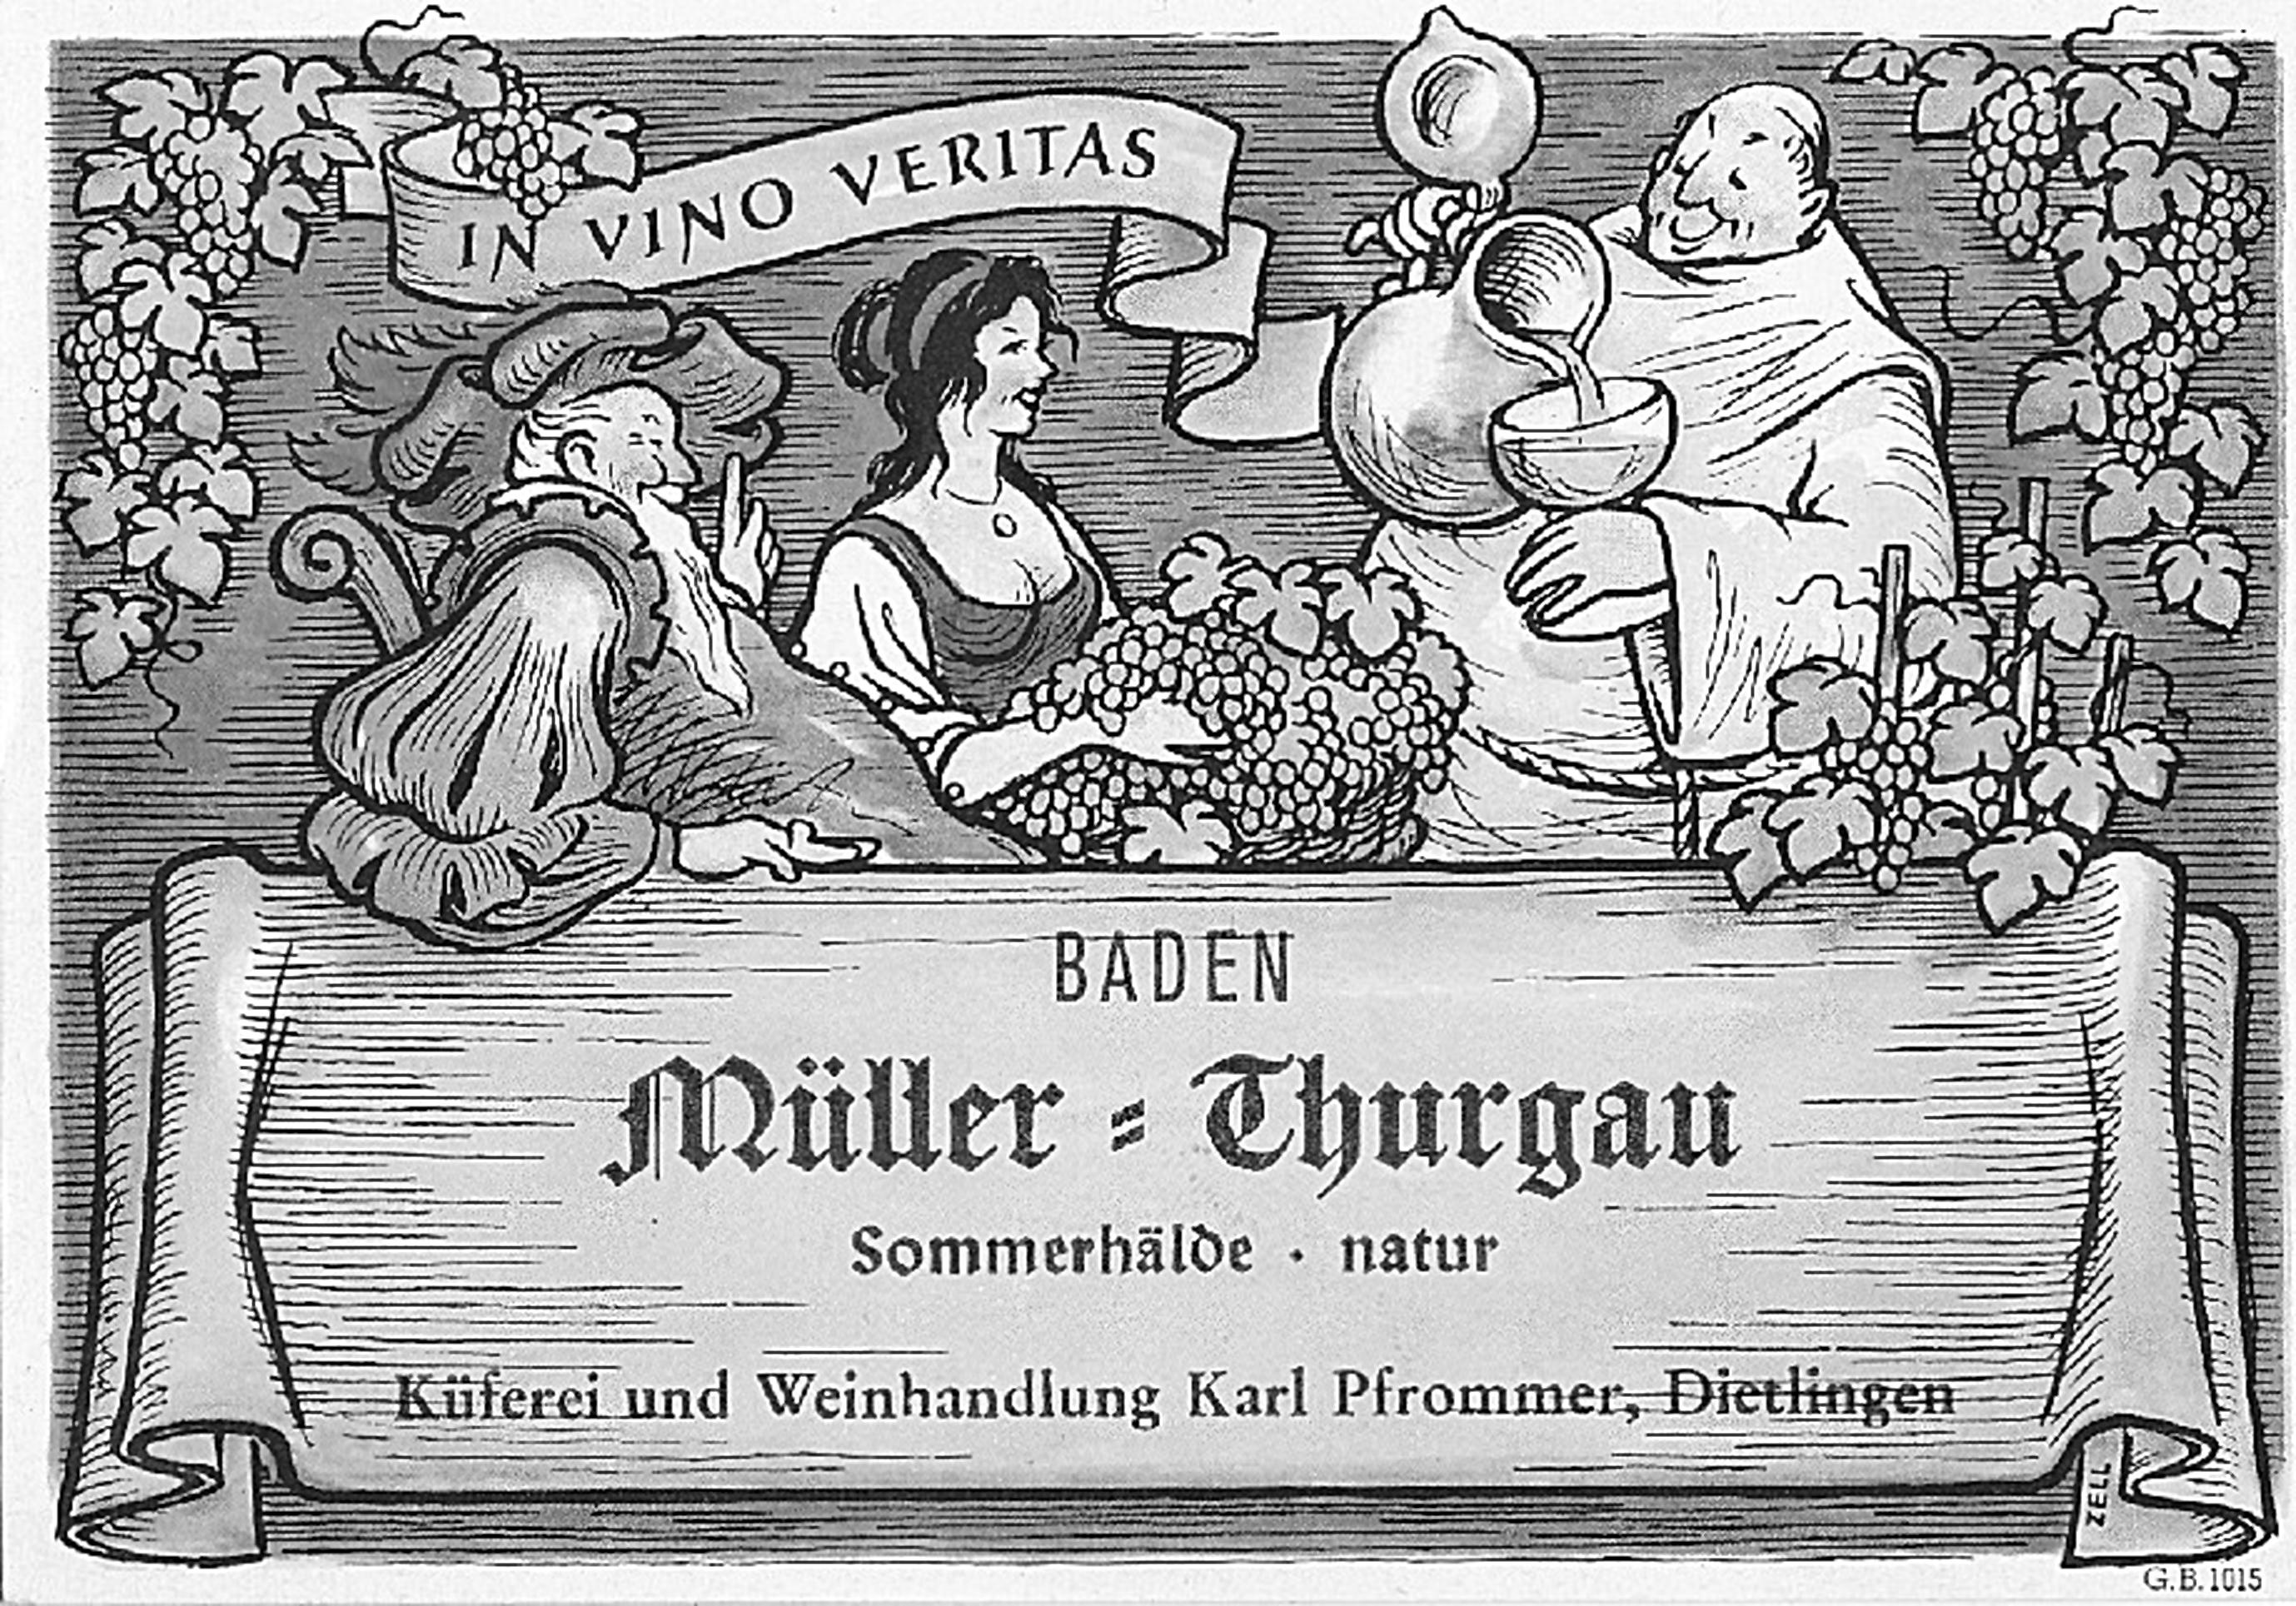 IN VINO VERITAS
BADEN
Müller = Thurgau
Sommerhälde · natur
Küferei und Weinhandlung Karl Pfrommer, Dietlingen
ZELL
G.B. 1015